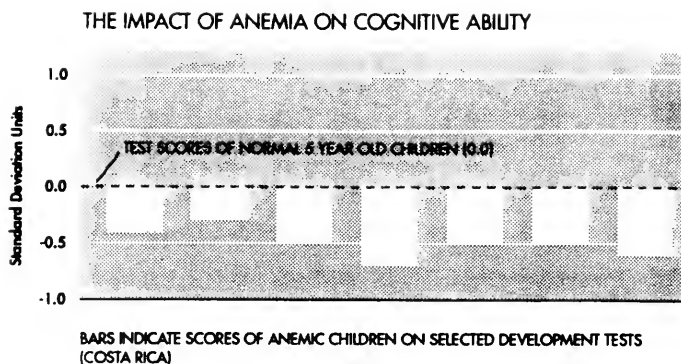 THE IMPACT OF ANEMIA ON COGNITIVE ABILITY
1.0
TEST SCORES OF NORMAL 5 YEAR OLD CHILDREN (0.0)
0.5
0.0
-0.5
-1.0
Standard Deviation Units
BARS INDICATE SCORES OF ANEMIC CHILDREN ON SELECTED DEVELOPMENT TESTS
(COSTA RICA)